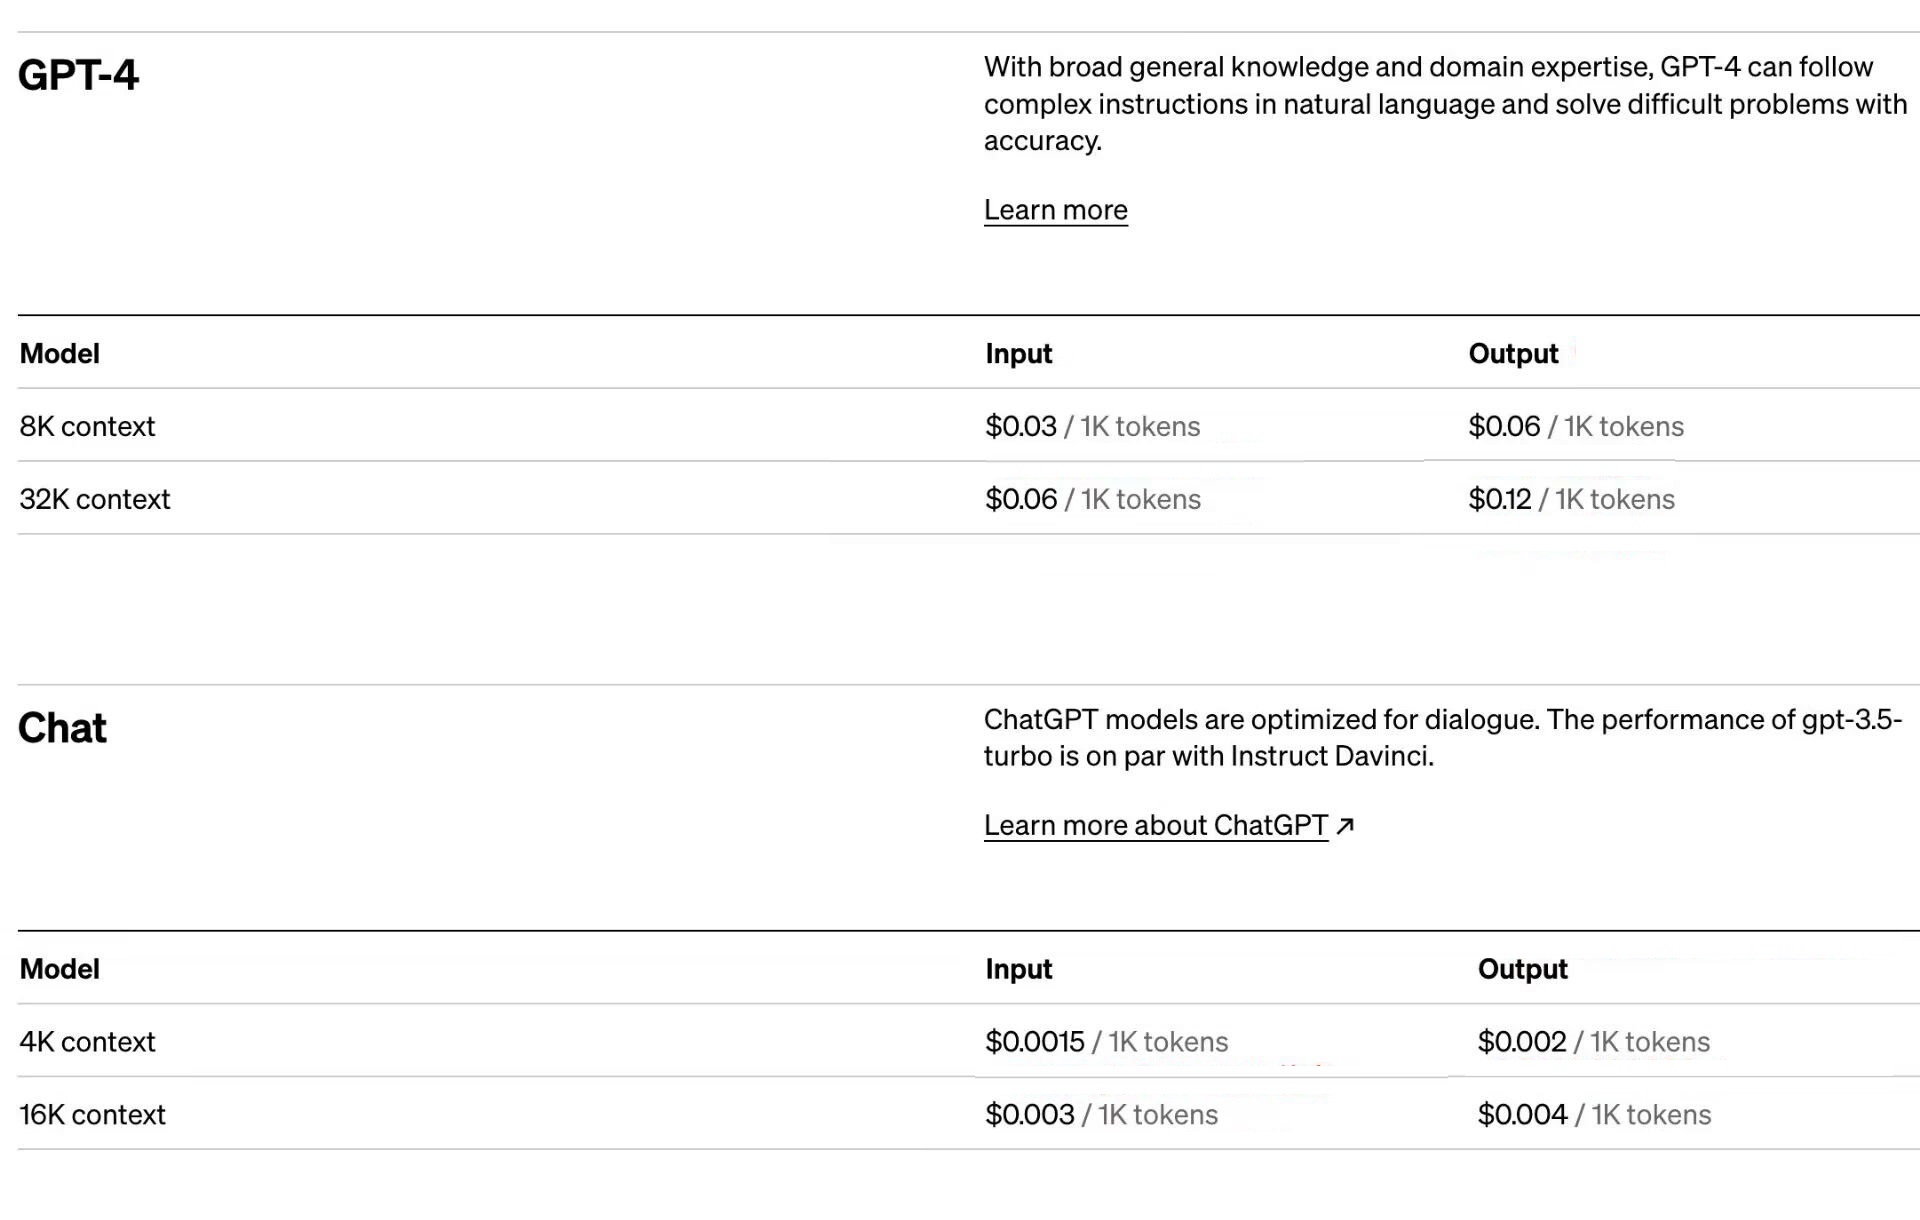 GPT-4
With broad general knowledge and domain expertise, GPT-4 can follow
complex instructions in natural language and solve difficult problems with
accuracy.
Learn more
Model Input Output
8K context $0.03 / 1K tokens $0.06 / 1K tokens
32K context $0.06 / 1K tokens $0.12 / 1K tokens
Chat
ChatGPT models are optimized for dialogue. The performance of gpt-3.5-
turbo is on par with Instruct Davinci.
Learn more about ChatGPT ↗
Model Input Output
4K context $0.0015 / 1K tokens $0.002 / 1K tokens
16K context $0.003 / 1K tokens $0.004 / 1K tokens